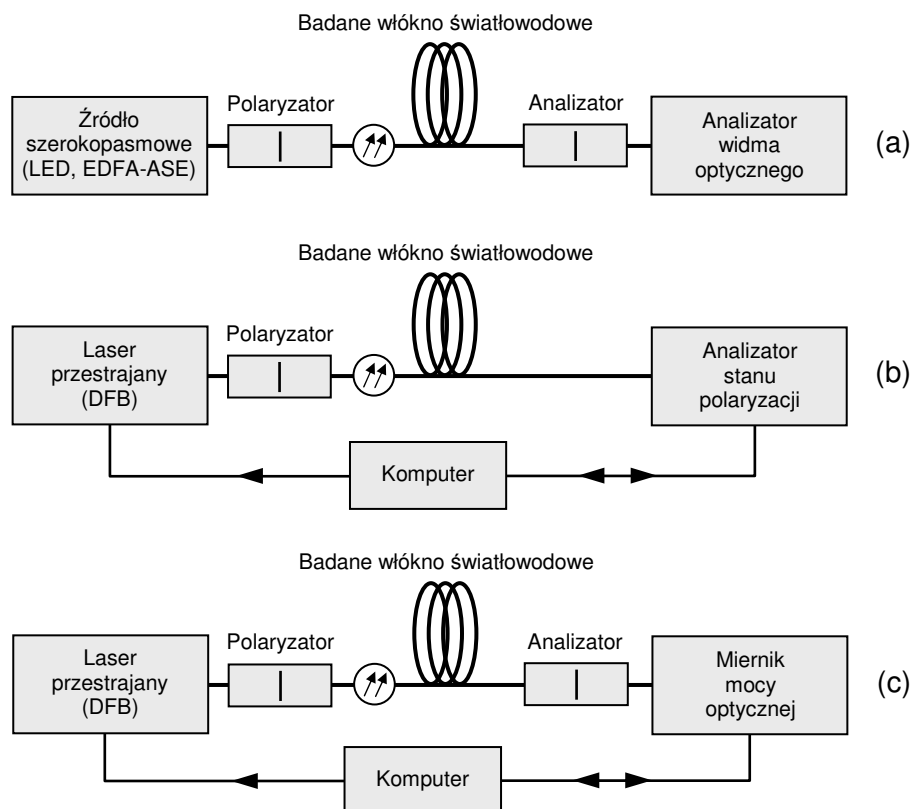 Badane włókno światłowodowe
Źródło
szerokopasmowe
(LED, EDFA-ASE)
Polaryzator
Analizator
Analizator
widma
optycznego
(a)
Badane włókno światłowodowe
Laser
przestrajany
(DFB)
Polaryzator
Analizator
stanu
polaryzacji
(b)
Komputer
Badane włókno światłowodowe
Laser
przestrajany
(DFB)
Polaryzator
Analizator
Miernik
mocy
optycznej
(c)
Komputer